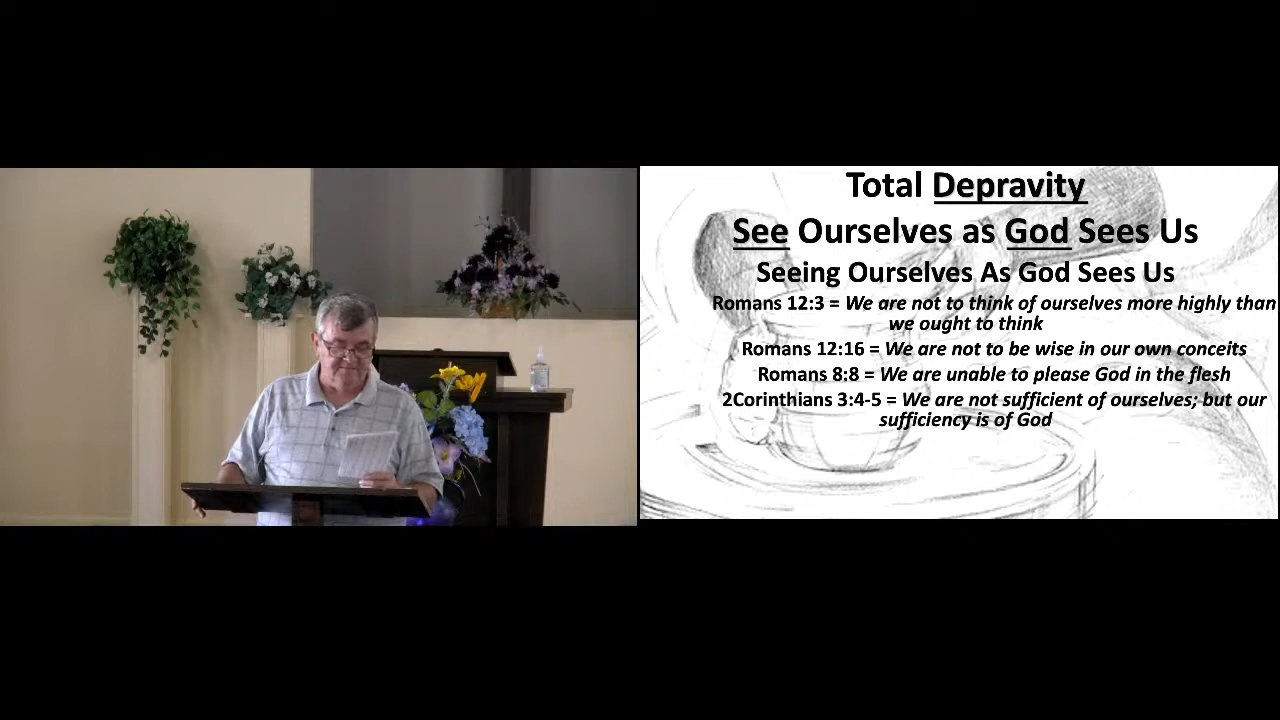 Total Depravity
See Ourselves as God Sees Us
Seeing Ourselves As God Sees Us
Romans 12:3 = We are not to think of ourselves more highly than
we ought to think
Romans 12:16 = We are not to be wise in our own conceits
Romans 8:8 = We are unable to please God in the flesh
2Corinthians 3:4-5 = We are not sufficient of ourselves; but our
sufficiency is of God